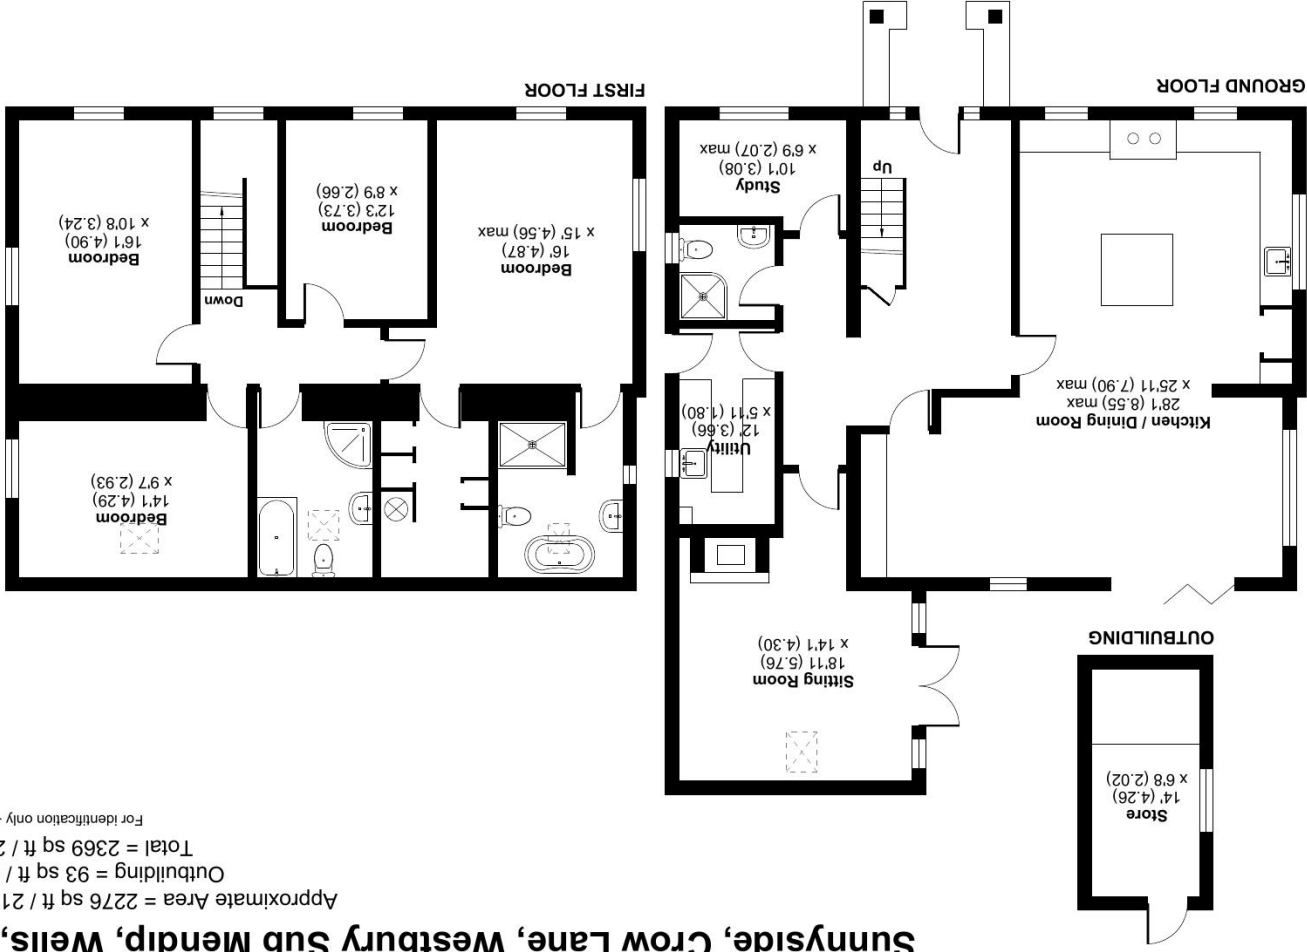 Sunnyside, Crow Lane, Westbury Sub Mendip, Wells,
Approximate Area = 2276 sq ft / 21
Outbuilding = 93 sq ft /
Total = 2369 sq ft / 2
For identification only -
Store
14' (4.26)
x 6'8 (2.02)
OUTBUILDING
Sitting Room
18'11 (5.76)
x 14'1 (4.30)
Kitchen / Dining Room
28'1 (8.55) max
x 25'11 (7.90) max
Utility
12' (3.66)
x 5'11 (1.80)
Up
Study
10'1 (3.08)
x 6'9 (2.07) max
GROUND FLOOR
Bedroom
14'1 (4.29)
x 9'7 (2.93)
Down
Bedroom
16' (4.87)
x 15' (4.56) max
Bedroom
12'3 (3.73)
x 8'9 (2.66)
Bedroom
16'1 (4.90)
x 10'8 (3.24)
FIRST FLOOR